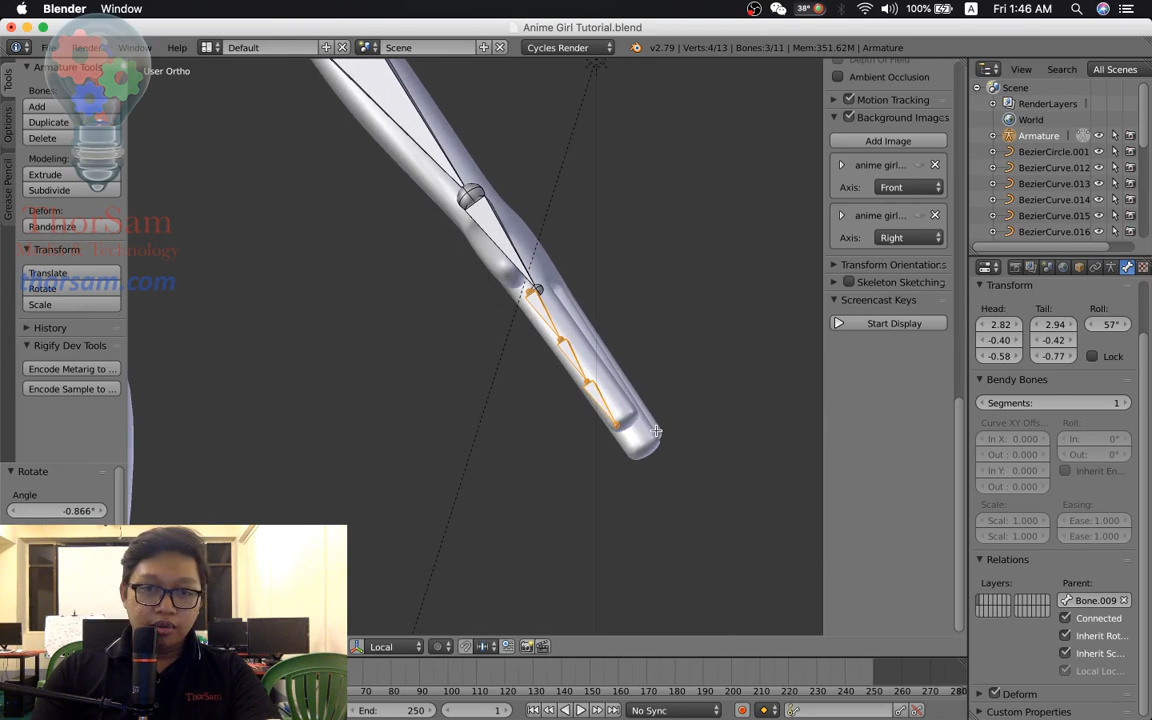 Blender Window 38° 100% A Fri 1:46 AM
Anime Girl Tutorial.blend
File Render Window Help Default Scene Cycles Render v2.79 | Verts:4/13 | Bones:3/11 | Mem:351.62M | Armature
Tools
Options
Grease Pencil
Armature Tools
Bones:
Add
Duplicate
Delete
Modeling:
Extrude
Subdivide
Deform:
Randomize
Transform
Translate
Rotate
Scale
History
Rigify Dev Tools
Encode Metarig to ...
Encode Sample to ...
Rotate
Angle
-0.866°
ThorSam
thorsam.com
User Ortho
Ambient Occlusion
Motion Tracking
Background Images
Add Image
anime girl...
Axis: Front
anime girl...
Axis: Right
Transform Orientations
Skeleton Sketching
Screencast Keys
Start Display
View Search All Scenes
Scene
RenderLayers
World
Armature
BezierCircle.001
BezierCurve.012
BezierCurve.013
BezierCurve.014
BezierCurve.015
BezierCurve.016
Transform
Head: Tail: Roll:
2.82 2.94 57°
-0.40 -0.42
-0.58 -0.77 Lock
Bendy Bones
Segments: 1
Curve XY Offs... Roll:
In X: 0.000 In: 0°
Out : 0.000 Out: 0°
In Y: 0.000 Inherit En...
Out : 0.000
Scale: Easing:
Scal: 1.000 Ease: 1.000
Scal: 1.000 Ease: 1.000
Relations
Layers: Parent:
Bone.009
Connected
Inherit Rot...
Inherit Sc...
Local Loc...
Deform
Custom Properties
Local
70 80 90 100 110 120 130 140 150 160 170 180 190 200 210 220 230 240 250 260 270 280
End: 250 1 No Sync
ThorSam